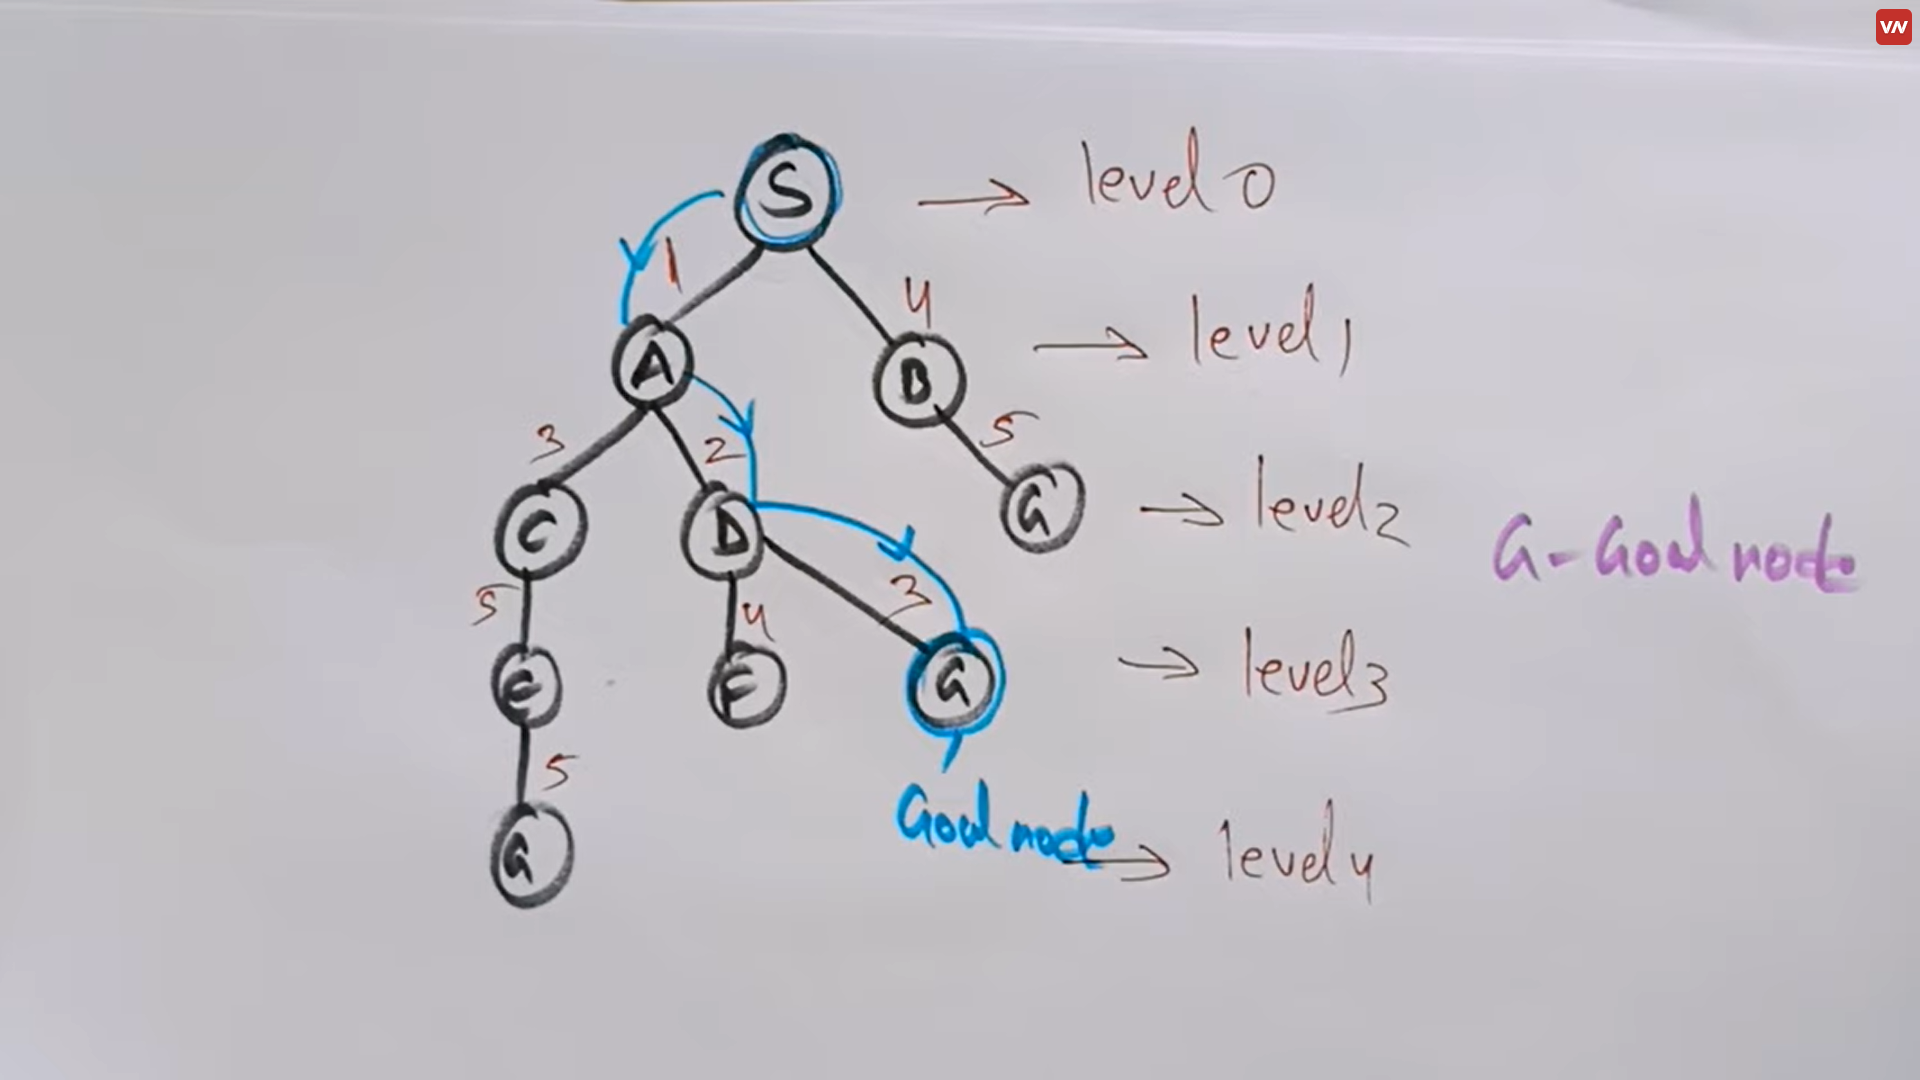 VN
S → level 0
1
4
A
B → level 1
3
2
5
C
D
G → level 2
G - Goal node
5
4
3
E
F
G → level 3
5
Goal node
G → level 4